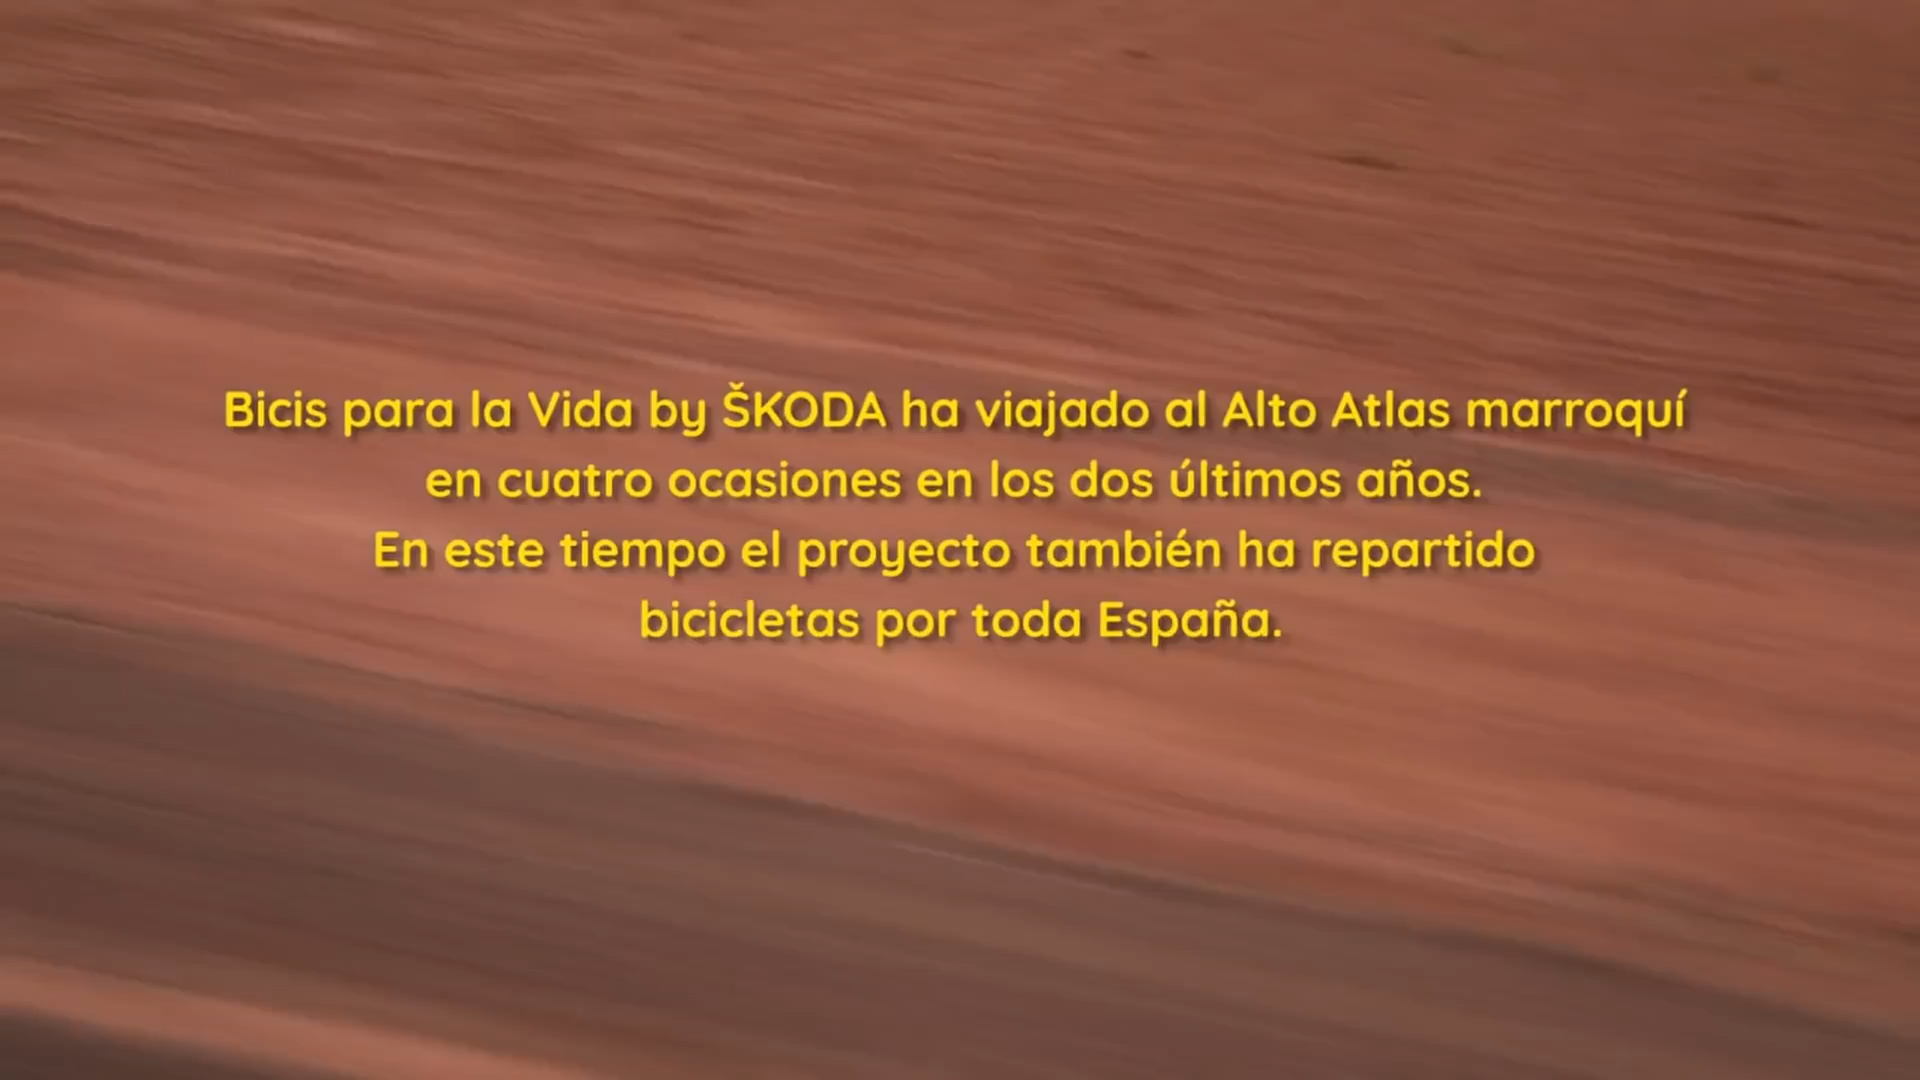 Bicis para la Vida by ŠKODA ha viajado al Alto Atlas marroquí
en cuatro ocasiones en los dos últimos años.
En este tiempo el proyecto también ha repartido
bicicletas por toda España.